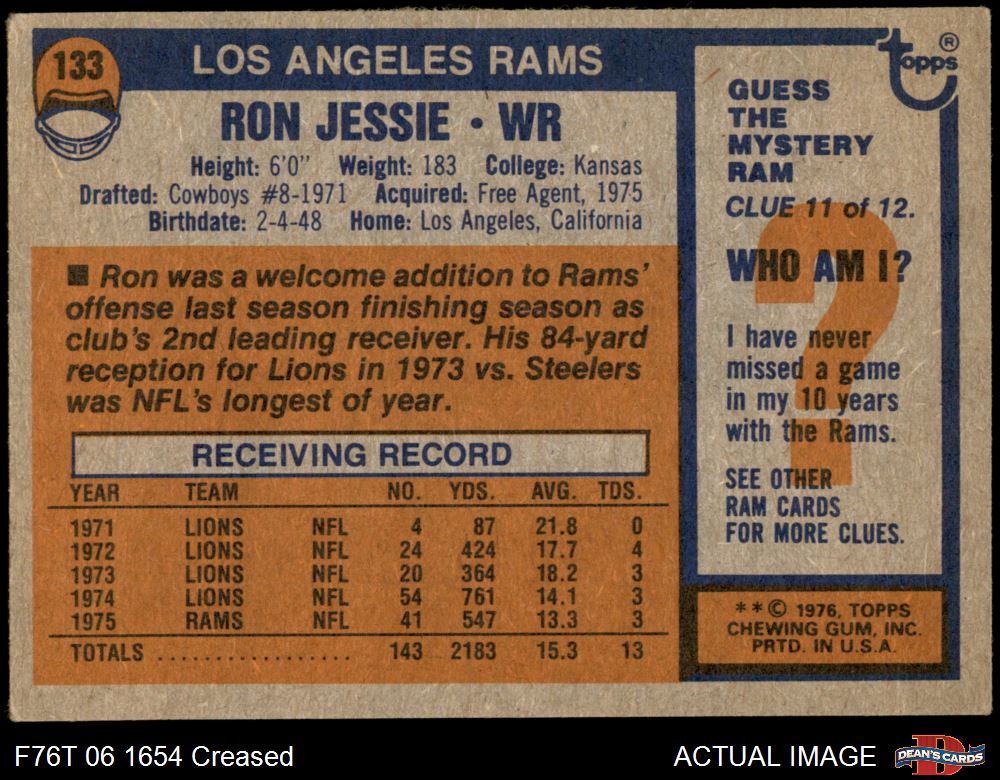 133
LOS ANGELES RAMS
RON JESSIE • WR
Height: 6'0" Weight: 183 College: Kansas
Drafted: Cowboys #8-1971 Acquired: Free Agent, 1975
Birthdate: 2-4-48 Home: Los Angeles, California
■ Ron was a welcome addition to Rams'
offense last season finishing season as
club's 2nd leading receiver. His 84-yard
reception for Lions in 1973 vs. Steelers
was NFL's longest of year.
RECEIVING RECORD
YEAR TEAM NO. YDS. AVG. TDS.
1971 LIONS NFL 4 87 21.8 0
1972 LIONS NFL 24 424 17.7 4
1973 LIONS NFL 20 364 18.2 3
1974 LIONS NFL 54 761 14.1 3
1975 RAMS NFL 41 547 13.3 3
TOTALS .................. 143 2183 15.3 13
topps ®
GUESS
THE
MYSTERY
RAM
CLUE 11 of 12.
?
WHO AM I?
I have never
missed a game
in my 10 years
with the Rams.
SEE OTHER
RAM CARDS
FOR MORE CLUES.
**© 1976, TOPPS
CHEWING GUM, INC.
PRTD. IN U.S.A.
F76T 06 1654 Creased
ACTUAL IMAGE
D
DEAN'S CARDS